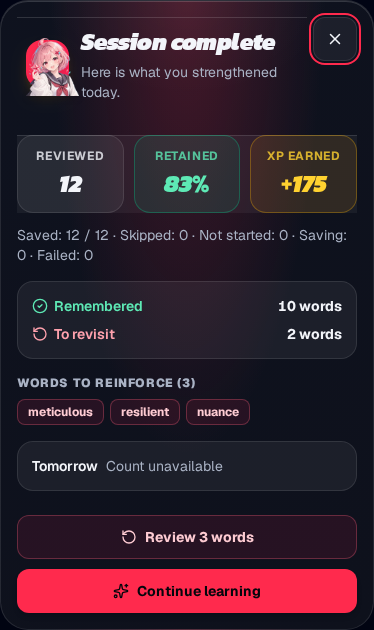 Session complete
Here is what you strengthened
today.
REVIEWED
12
RETAINED
83%
XP EARNED
+175
Saved: 12 / 12 · Skipped: 0 · Not started: 0 · Saving:
0 · Failed: 0
Remembered 10 words
To revisit 2 words
WORDS TO REINFORCE (3)
meticulous resilient nuance
Tomorrow Count unavailable
Review 3 words
Continue learning